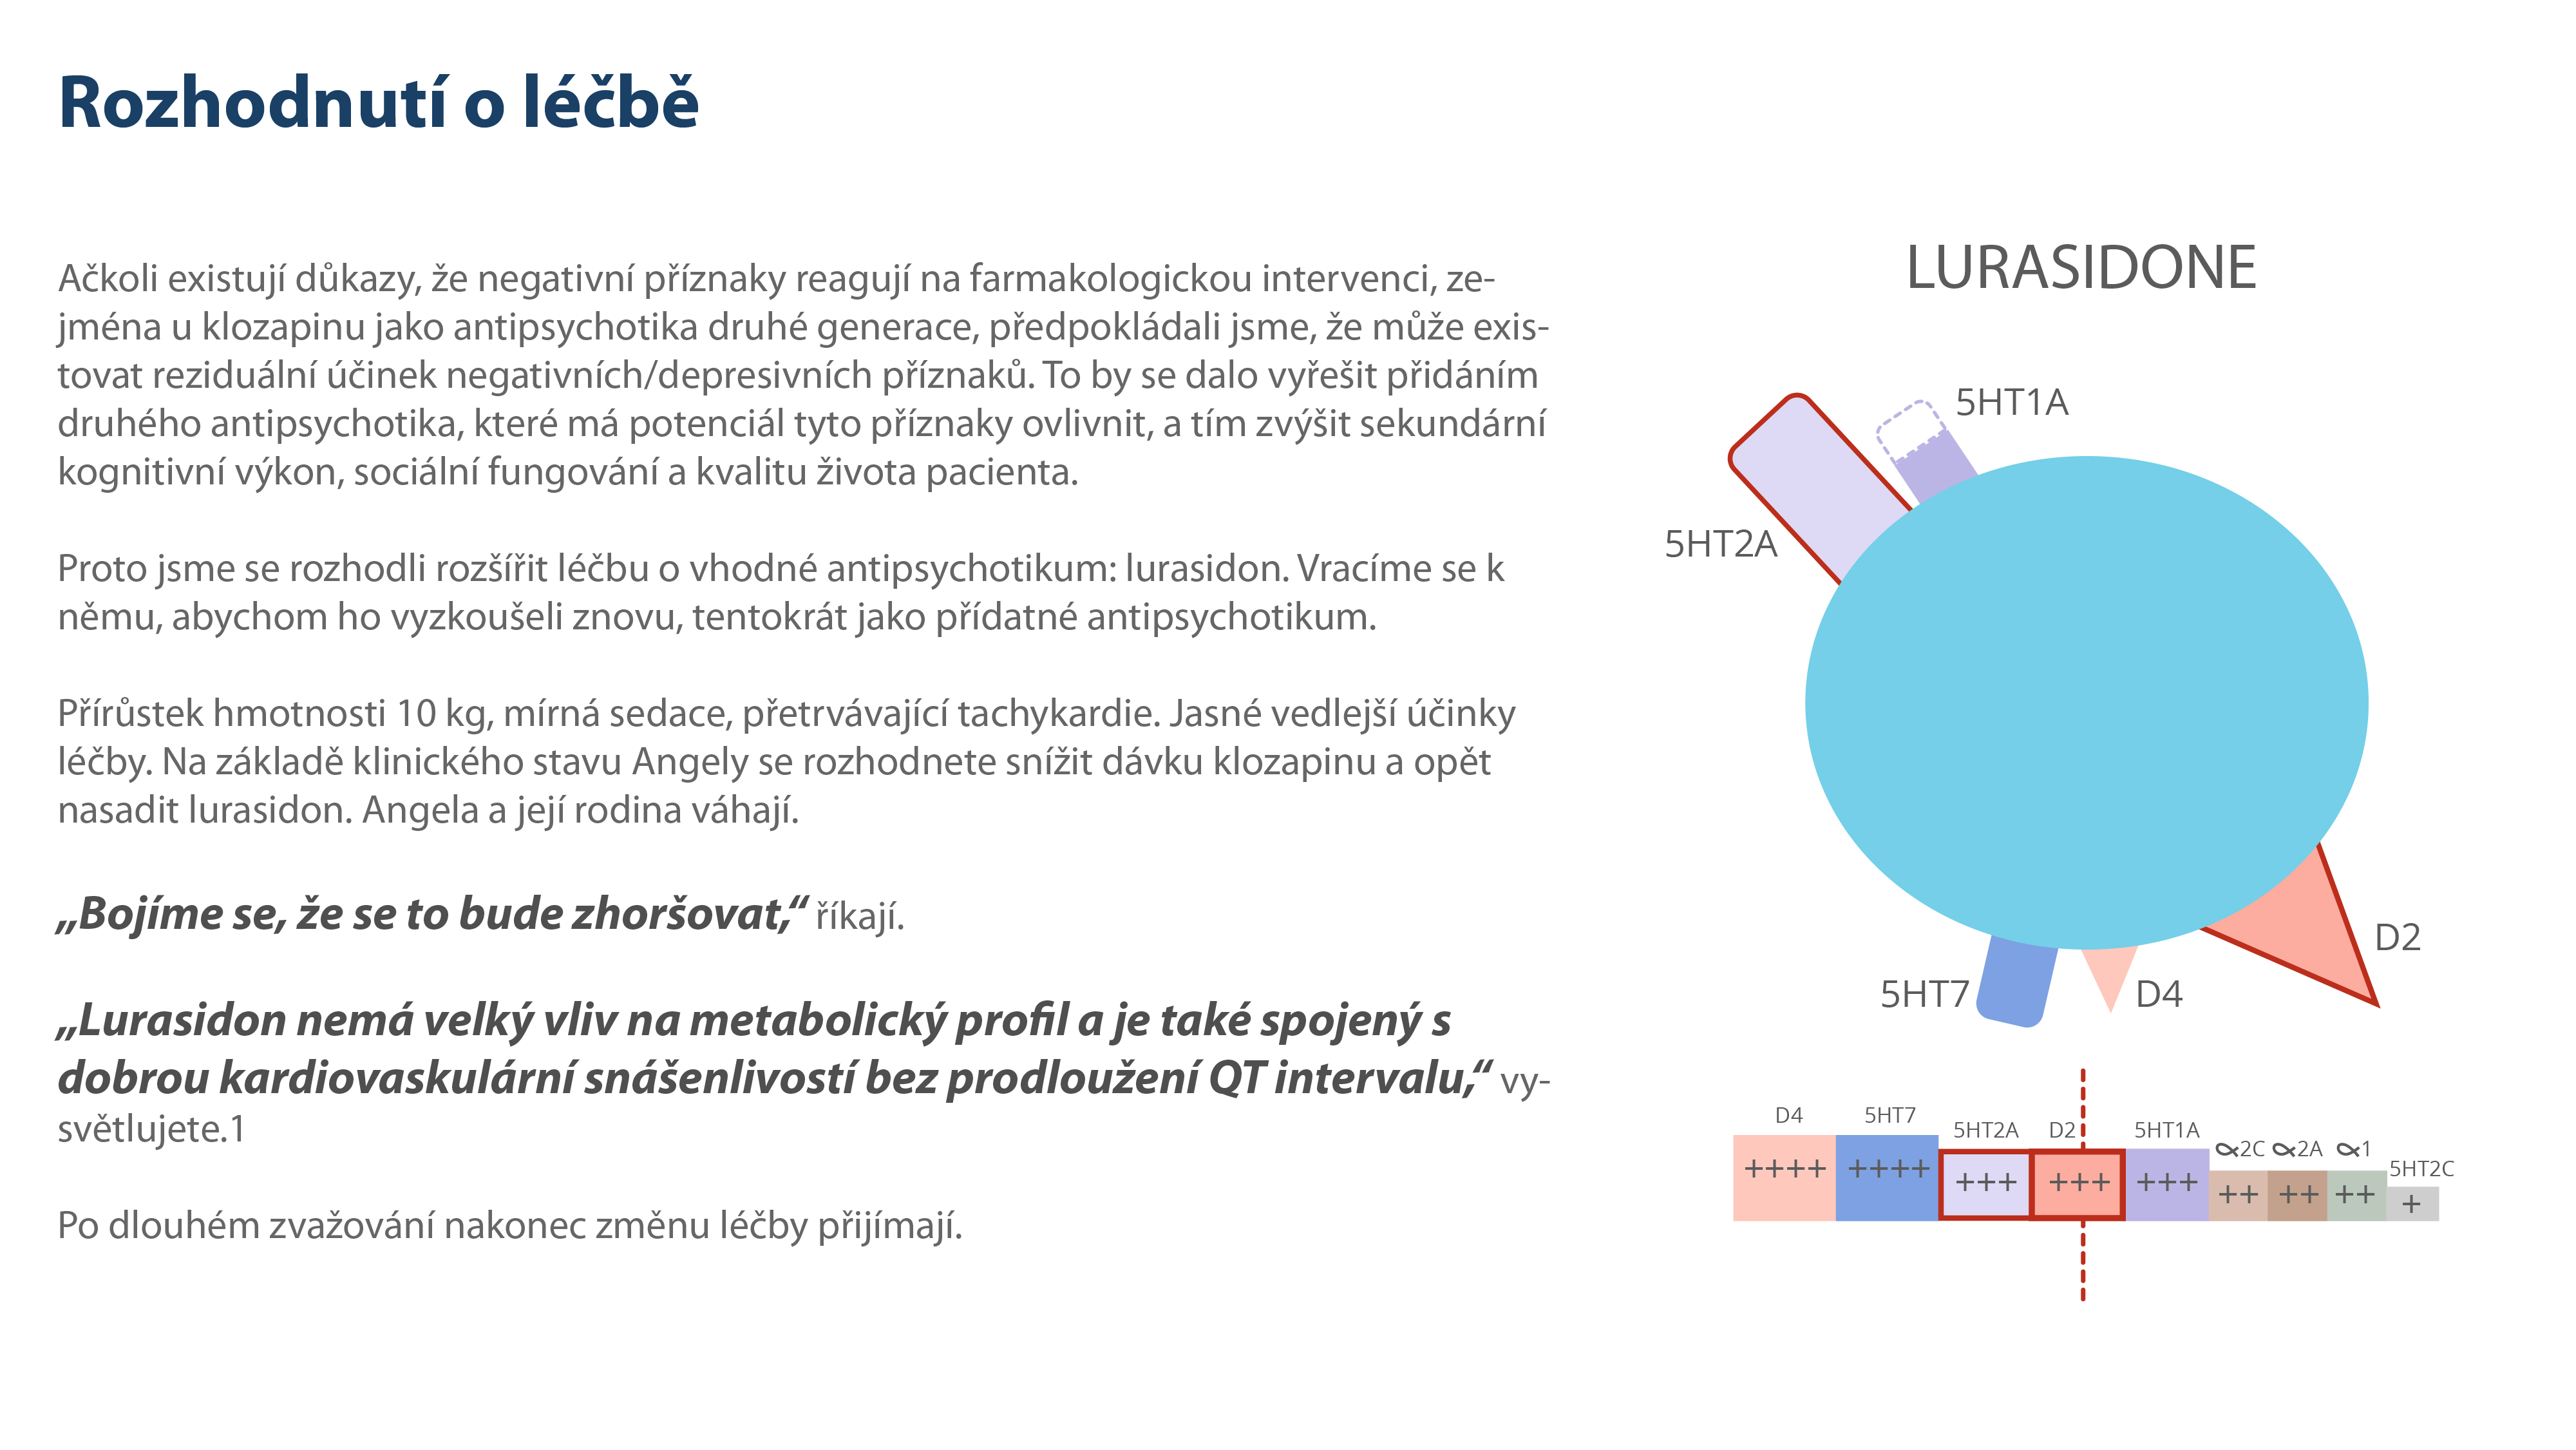 Rozhodnutí o léčbě
Ačkoli existují důkazy, že negativní příznaky reagují na farmakologickou intervenci, ze-
jména u klozapinu jako antipsychotika druhé generace, předpokládali jsme, že může exis-
tovat reziduální účinek negativních/depresivních příznaků. To by se dalo vyřešit přidáním
druhého antipsychotika, které má potenciál tyto příznaky ovlivnit, a tím zvýšit sekundární
kognitivní výkon, sociální fungování a kvalitu života pacienta.
Proto jsme se rozhodli rozšířit léčbu o vhodné antipsychotikum: lurasidon. Vracíme se k
němu, abychom ho vyzkoušeli znovu, tentokrát jako přídatné antipsychotikum.
Přírůstek hmotnosti 10 kg, mírná sedace, přetrvávající tachykardie. Jasné vedlejší účinky
léčby. Na základě klinického stavu Angely se rozhodnete snížit dávku klozapinu a opět
nasadit lurasidon. Angela a její rodina váhají.
„Bojíme se, že se to bude zhoršovat,“ říkají.
„Lurasidon nemá velký vliv na metabolický profil a je také spojený s
dobrou kardiovaskulární snášenlivostí bez prodloužení QT intervalu,“ vy-
světlujete.1
Po dlouhém zvažování nakonec změnu léčby přijímají.
LURASIDONE
5HT1A
5HT2A
D2
5HT7
D4
D4 5HT7 5HT2A D2 5HT1A ∝2C ∝2A ∝1 5HT2C
++++ ++++ +++ +++ +++ ++ ++ ++ +